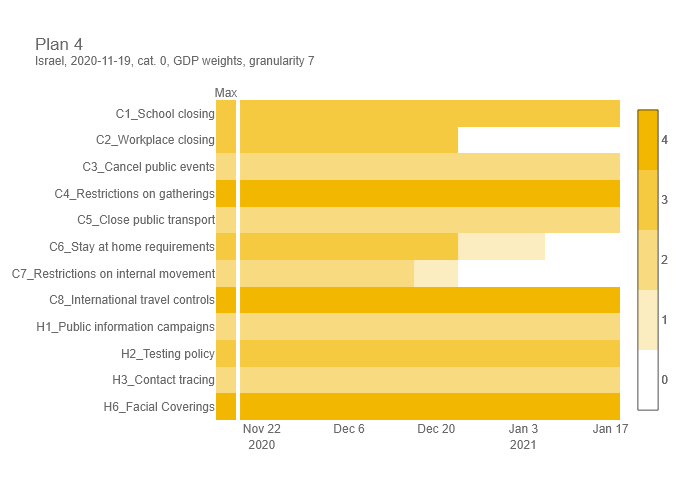 Plan 4
Israel, 2020-11-19, cat. 0, GDP weights, granularity 7
Max
C1_School closing
C2_Workplace closing
C3_Cancel public events
C4_Restrictions on gatherings
C5_Close public transport
C6_Stay at home requirements
C7_Restrictions on internal movement
C8_International travel controls
H1_Public information campaigns
H2_Testing policy
H3_Contact tracing
H6_Facial Coverings
Nov 22 Dec 6 Dec 20 Jan 3 Jan 17
2020 2021
4
3
2
1
0